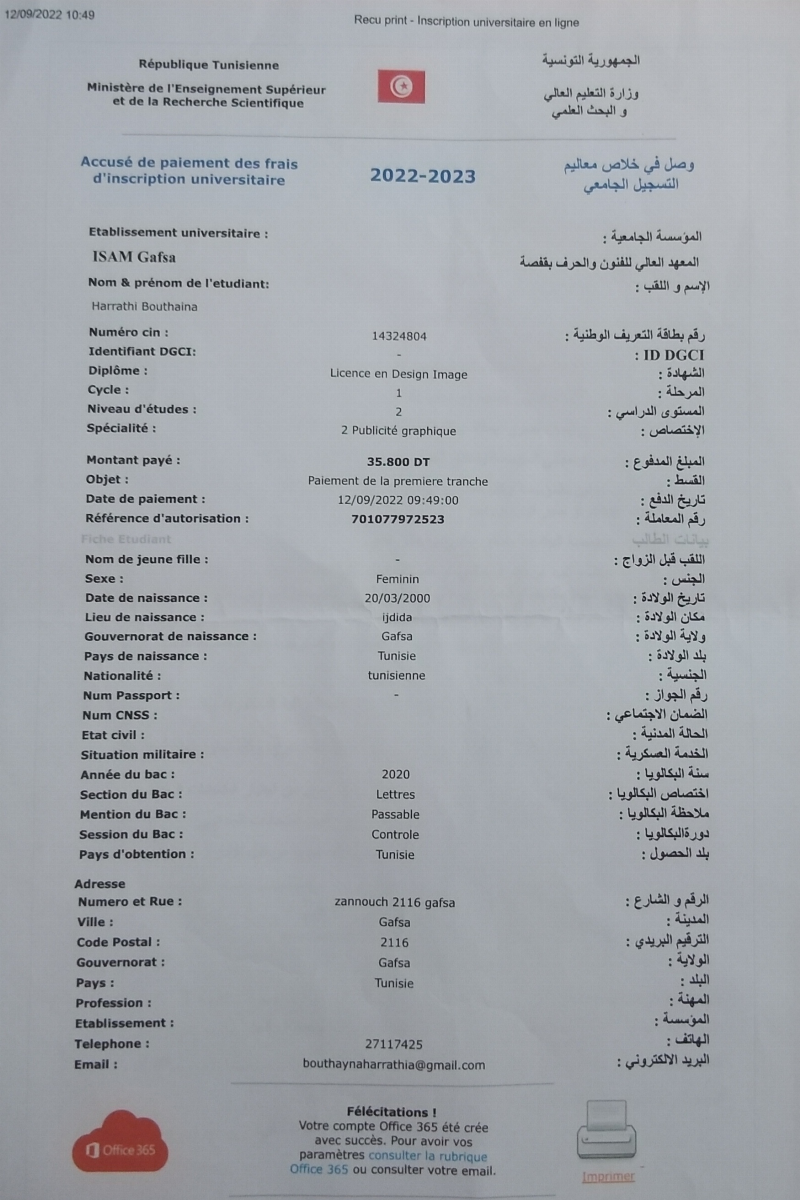 12/09/2022 10:49
Recu print - Inscription universitaire en ligne
République Tunisienne
الجمهورية التونسية
Ministère de l'Enseignement Supérieur
et de la Recherche Scientifique
وزارة التعليم العالي
و البحث العلمي
Accusé de paiement des frais
d'inscription universitaire
2022-2023
وصل في خلاص معاليم
التسجيل الجامعي
Etablissement universitaire :
المؤسسة الجامعية :
ISAM Gafsa
المعهد العالي للفنون والحرف بقفصة
Nom & prénom de l'etudiant:
الإسم و اللقب :
Harrathi Bouthaina
Numéro cin : 14324804 رقم بطاقة التعريف الوطنية :
Identifiant DGCI: - ID DGCI :
Diplôme : Licence en Design Image الشهادة :
Cycle : 1 المرحلة :
Niveau d'études : 2 المستوى الدراسي :
Spécialité : 2 Publicité graphique الإختصاص :
Montant payé : 35.800 DT المبلغ المدفوع :
Objet : Paiement de la premiere tranche القسط :
Date de paiement : 12/09/2022 09:49:00 تاريخ الدفع :
Référence d'autorisation : 701077972523 رقم المعاملة :
Fiche Etudiant بيانات الطالب
Nom de jeune fille : - اللقب قبل الزواج :
Sexe : Feminin الجنس :
Date de naissance : 20/03/2000 تاريخ الولادة :
Lieu de naissance : ijdida مكان الولادة :
Gouvernorat de naissance : Gafsa ولاية الولادة :
Pays de naissance : Tunisie بلد الولادة :
Nationalité : tunisienne الجنسية :
Num Passport : - رقم الجواز :
Num CNSS : الضمان الاجتماعي :
Etat civil : الحالة المدنية :
Situation militaire : الخدمة العسكرية :
Année du bac : 2020 سنة البكالويا :
Section du Bac : Lettres اختصاص البكالويا :
Mention du Bac : Passable ملاحظة البكالويا :
Session du Bac : Controle دورةالبكالويا :
Pays d'obtention : Tunisie بلد الحصول :
Adresse
Numero et Rue : zannouch 2116 gafsa الرقم و الشارع :
Ville : Gafsa المدينة :
Code Postal : 2116 الترقيم البريدي :
Gouvernorat : Gafsa الولاية :
Pays : Tunisie البلد :
Profession : المهنة :
Etablissement : المؤسسة :
Telephone : 27117425 الهاتف :
Email : bouthaynaharrathia@gmail.com البريد الالكتروني :
Félécitations !
Votre compte Office 365 été crée
avec succès. Pour avoir vos
paramètres consulter la rubrique
Office 365 ou consulter votre email.
Office 365
Imprimer